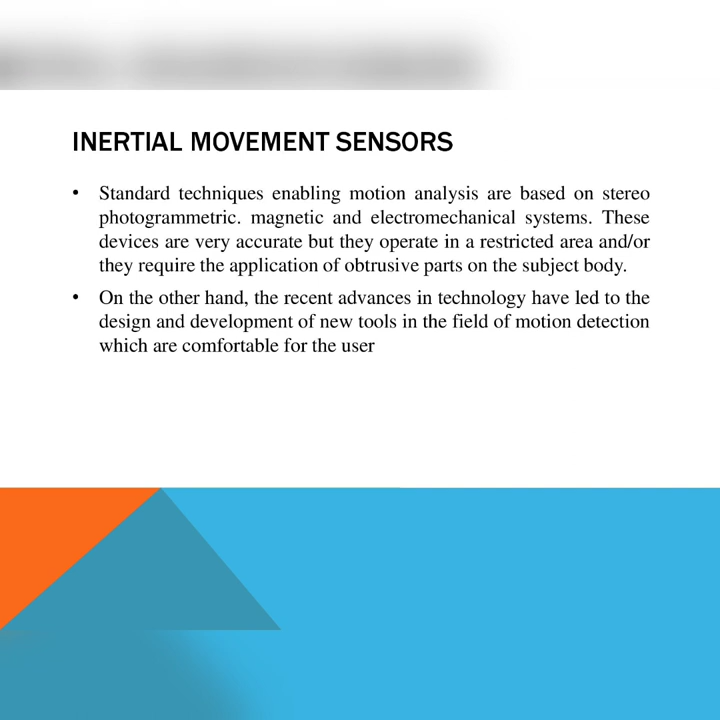 INERTIAL MOVEMENT SENSORS
• Standard techniques enabling motion analysis are based on stereo
photogrammetric. magnetic and electromechanical systems. These
devices are very accurate but they operate in a restricted area and/or
they require the application of obtrusive parts on the subject body.
• On the other hand, the recent advances in technology have led to the
design and development of new tools in the field of motion detection
which are comfortable for the user